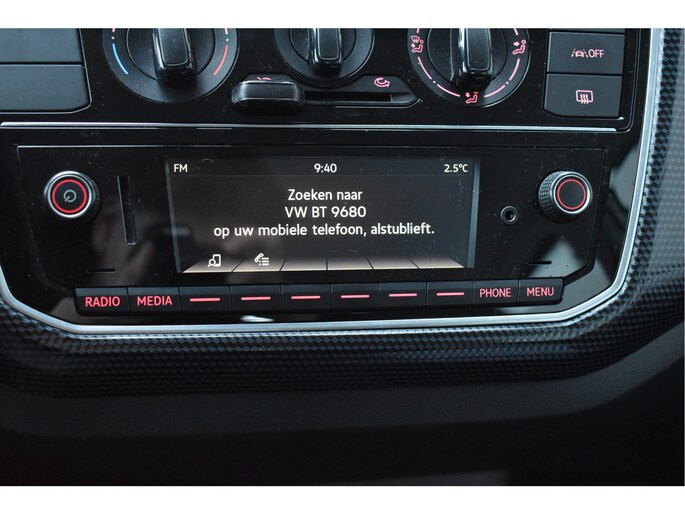 OFF
FM 9:40 2.5°C
Zoeken naar
VW BT 9680
op uw mobiele telefoon, alstublieft.
RADIO MEDIA PHONE MENU